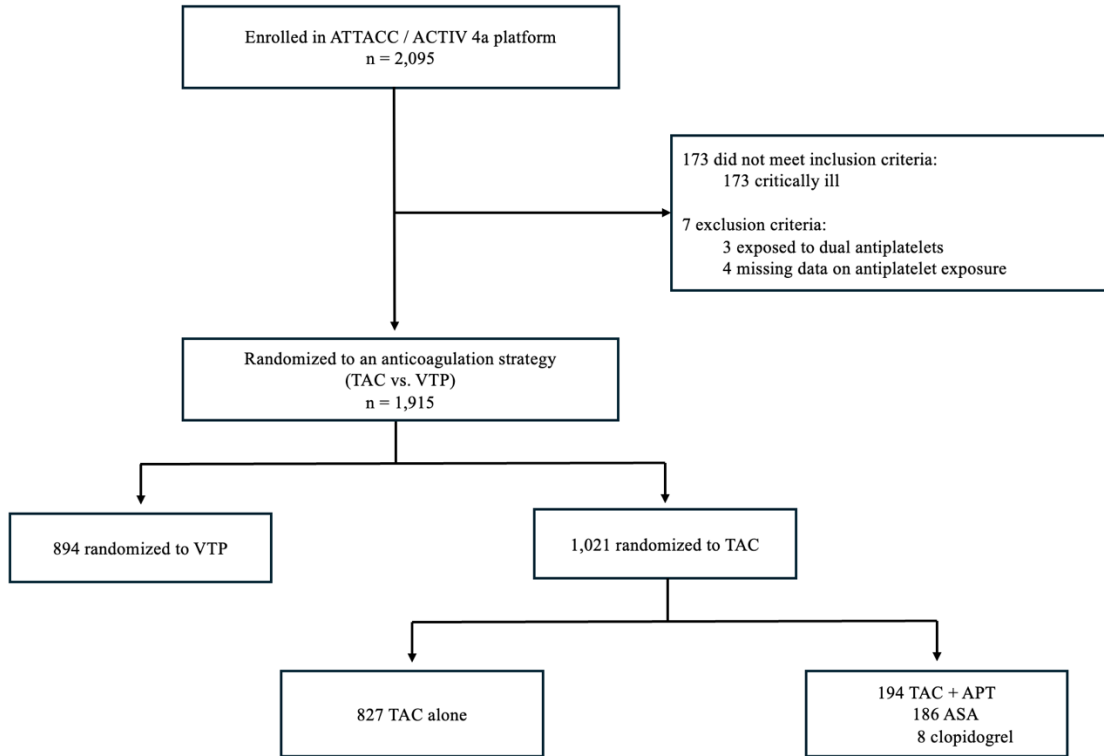 Enrolled in ATTACC / ACTIV 4a platform
n = 2,095
173 did not meet inclusion criteria:
173 critically ill
7 exclusion criteria:
3 exposed to dual antiplatelets
4 missing data on antiplatelet exposure
Randomized to an anticoagulation strategy
(TAC vs. VTP)
n = 1,915
894 randomized to VTP
1,021 randomized to TAC
827 TAC alone
194 TAC + APT
186 ASA
8 clopidogrel